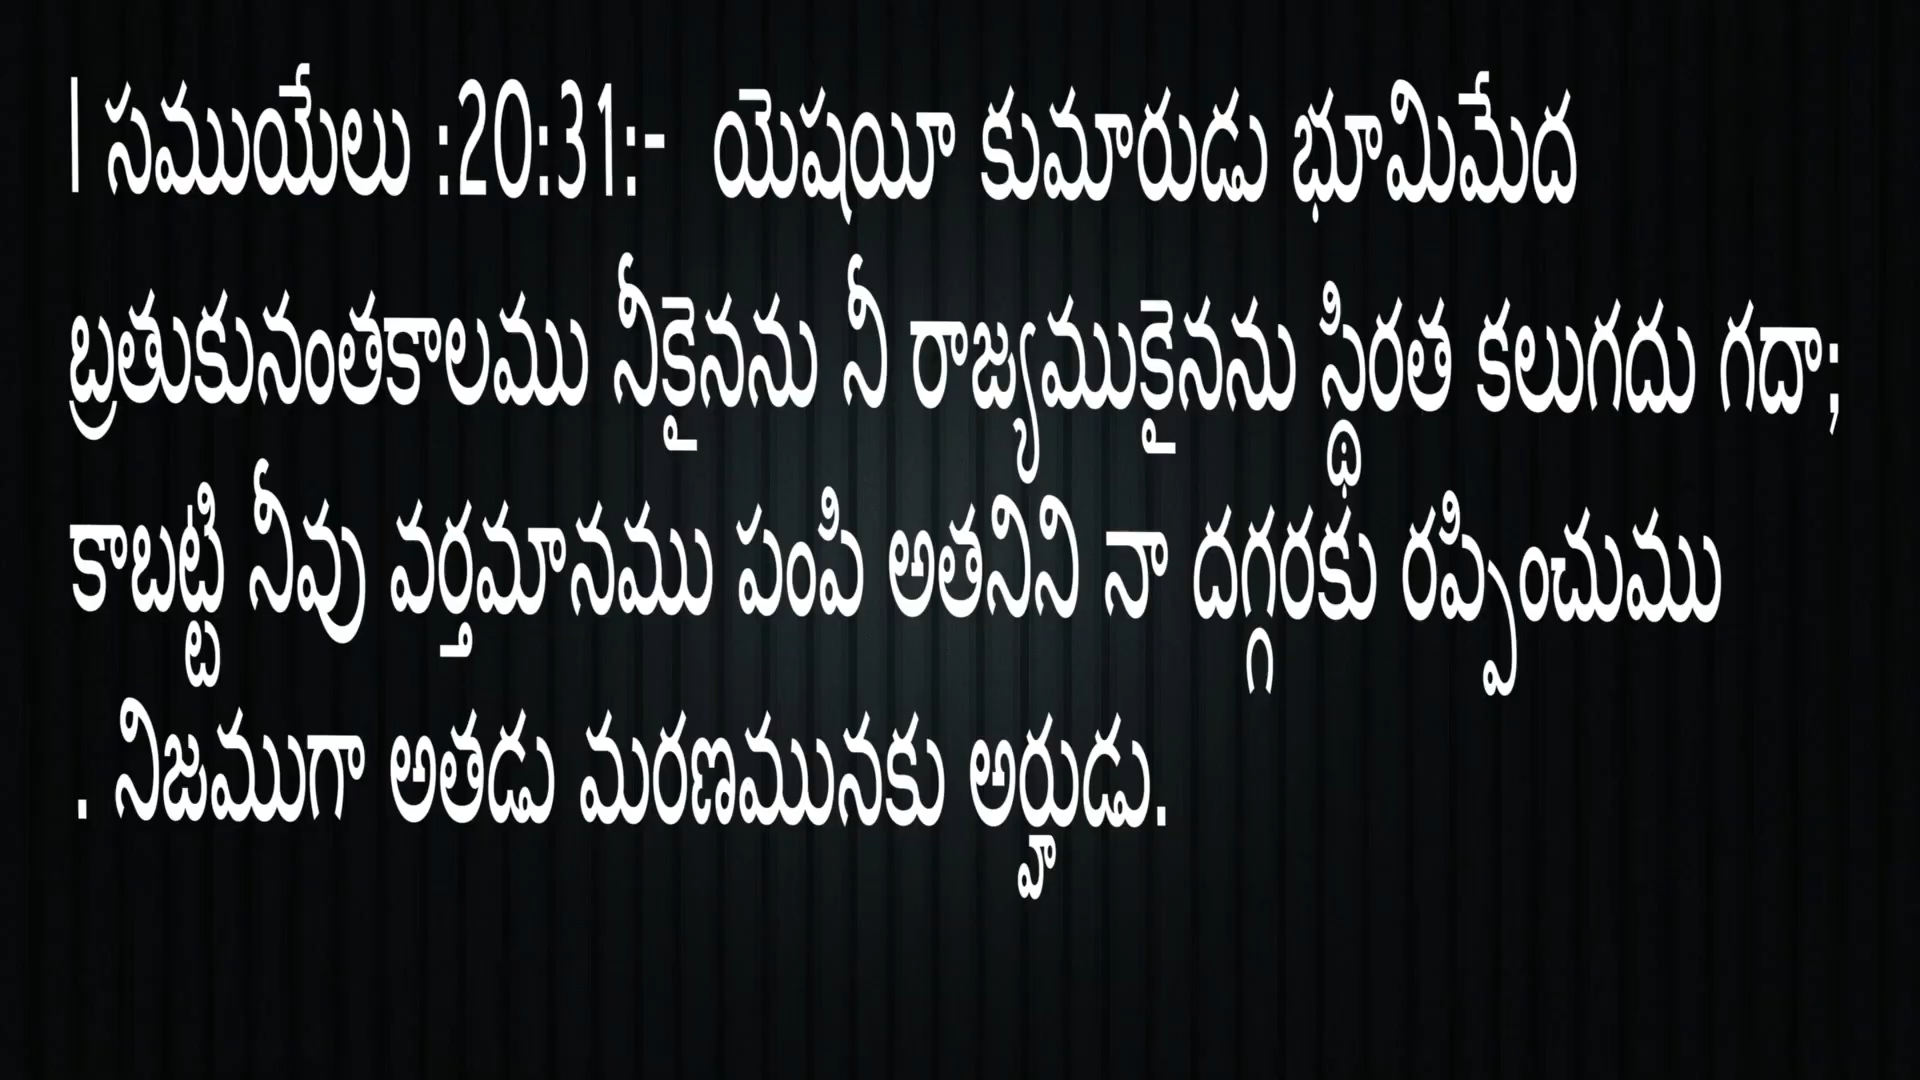 I సముయేలు :20:31:- యెషయీ కుమారుడు భూమిమేద
బ్రతుకునంతకాలము నీకైనను నీ రాజ్యముకైనను స్థిరత కలుగదు గదా;
కాబట్టి నీవు వర్తమానము పంపి అతనిని నా దగ్గరకు రప్పించుము
. నిజముగా అతడు మరణమునకు అర్హుడు.